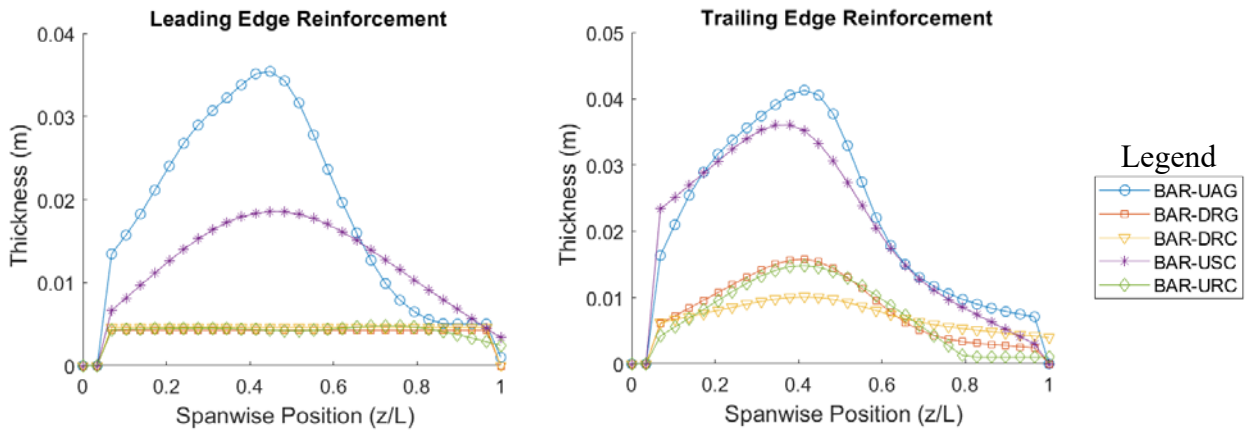 Leading Edge Reinforcement
0.04
0.03
0.02
0.01
0
Thickness (m)
0
0.2
0.4
0.6
0.8
1
Spanwise Position (z/L)
Trailing Edge Reinforcement
0.05
0.04
0.03
0.02
0.01
0
Thickness (m)
0
0.2
0.4
0.6
0.8
1
Spanwise Position (z/L)
Legend
BAR-UAG
BAR-DRG
BAR-DRC
BAR-USC
BAR-URC